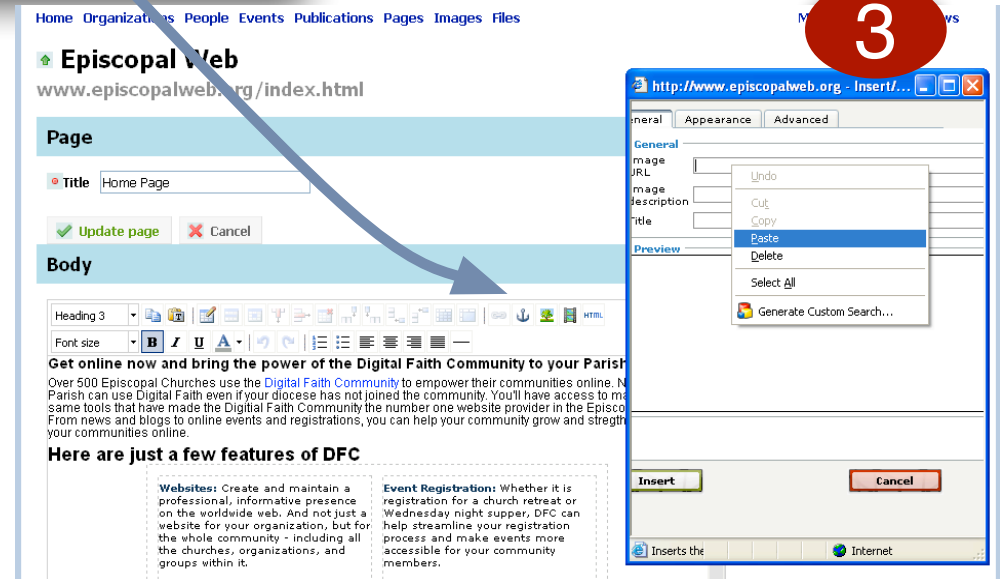 Home Organizations People Events Publications Pages Images Files
3
Episcopal Web
www.episcopalweb.org/index.html
Page
Title Home Page
Update page Cancel
Body
Heading 3 HTML
Font size B I U A
Get online now and bring the power of the Digital Faith Community to your Parish
Over 500 Episcopal Churches use the Digital Faith Community to empower their communities online. N
Parish can use Digital Faith even if your diocese has not joined the community. You'll have access to ma
same tools that have made the Digitial Faith Community the number one website provider in the Episco
From news and blogs to online events and registrations, you can help your community grow and stregth
your communities online.
Here are just a few features of DFC
Websites: Create and maintain a
professional, informative presence
on the worldwide web. And not just a
website for your organization, but for
the whole community - including all
the churches, organizations, and
groups within it.
Event Registration: Whether it is
registration for a church retreat or
Wednesday night supper, DFC can
help streamline your registration
process and make events more
accessible for your community
members.
http://www.episcopalweb.org - Insert/...
eneral Appearance Advanced
General
mage
URL
mage
description
Title
Preview
Undo
Cut
Copy
Paste
Delete
Select All
Generate Custom Search...
Insert Cancel
Inserts the Internet